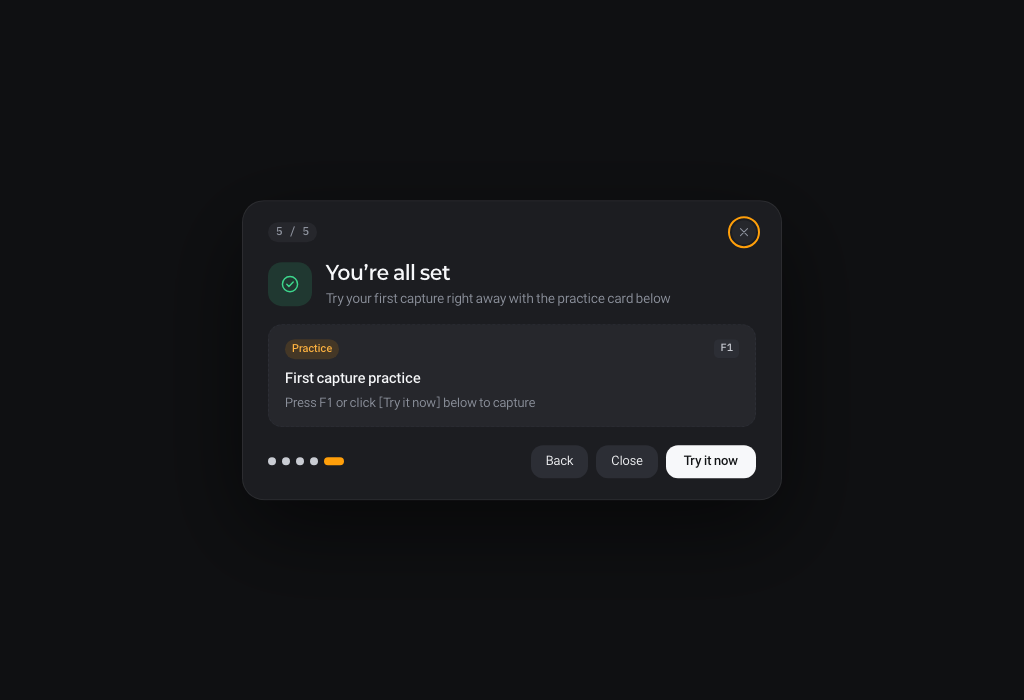 5 / 5
You’re all set
Try your first capture right away with the practice card below
Practice
F1
First capture practice
Press F1 or click [Try it now] below to capture
Back
Close
Try it now